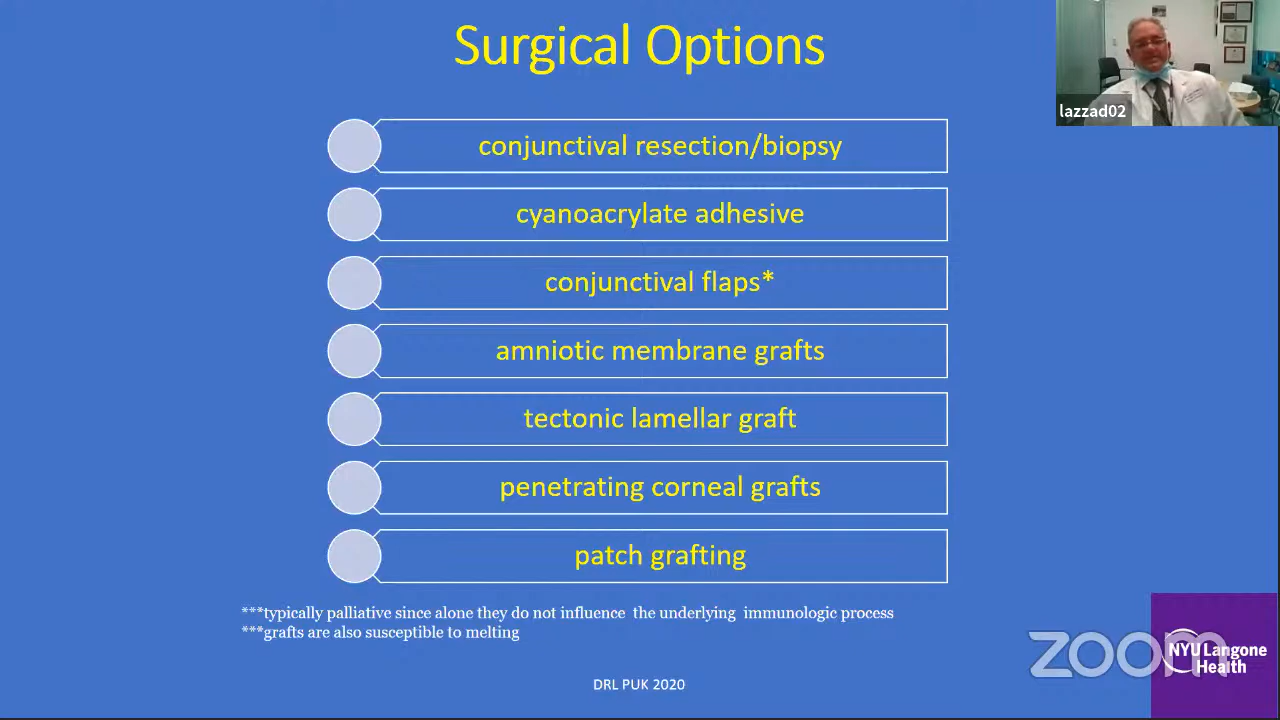 Surgical Options
lazzad02
conjunctival resection/biopsy
cyanoacrylate adhesive
conjunctival flaps*
amniotic membrane grafts
tectonic lamellar graft
penetrating corneal grafts
patch grafting
***typically palliative since alone they do not influence the underlying immunologic process
***grafts are also susceptible to melting
DRL PUK 2020
zoom
NYU Langone
Health